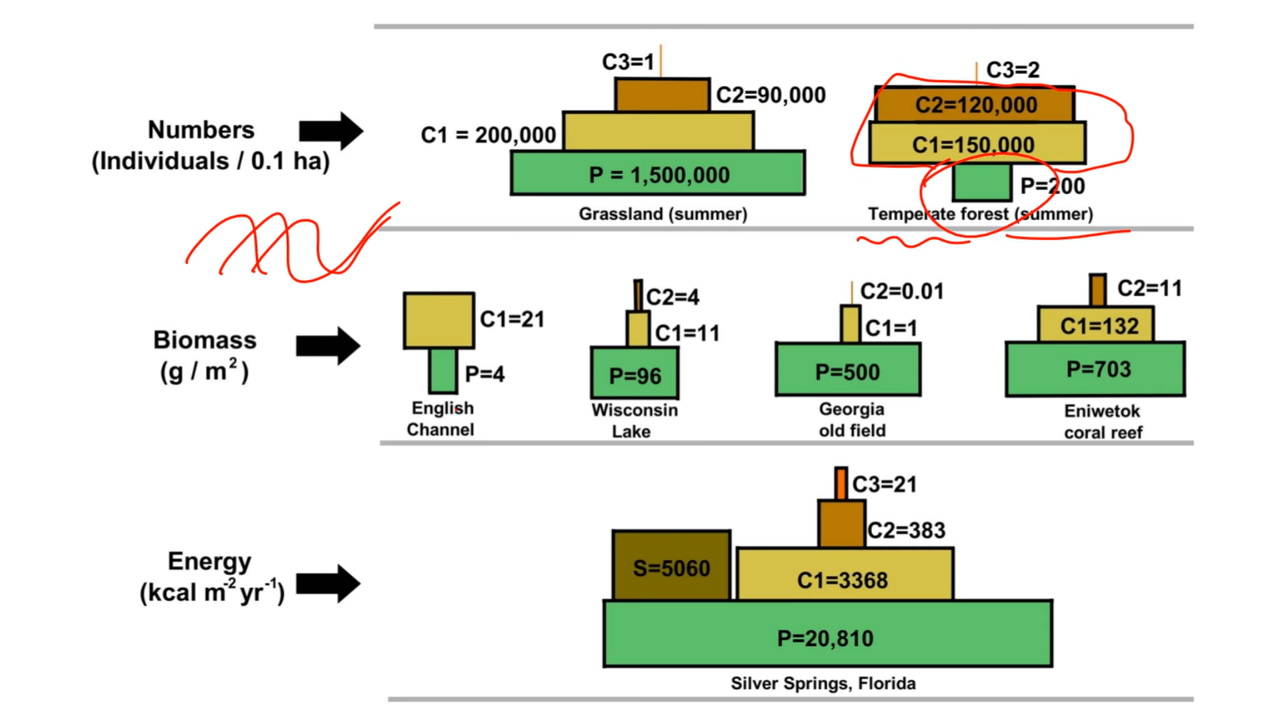 C3=1
C3=2
C2=90,000
C2=120,000
Numbers
(Individuals / 0.1 ha)
C1 = 200,000
C1=150,000
P = 1,500,000
P=200
Grassland (summer)
Temperate forest (summer)
Biomass
(g / m²)
C1=21
P=4
English
Channel
C2=4
C1=11
P=96
Wisconsin
Lake
C2=0.01
C1=1
P=500
Georgia
old field
C2=11
C1=132
P=703
Eniwetok
coral reef
Energy
(kcal m⁻² yr⁻¹)
C3=21
C2=383
S=5060
C1=3368
P=20,810
Silver Springs, Florida